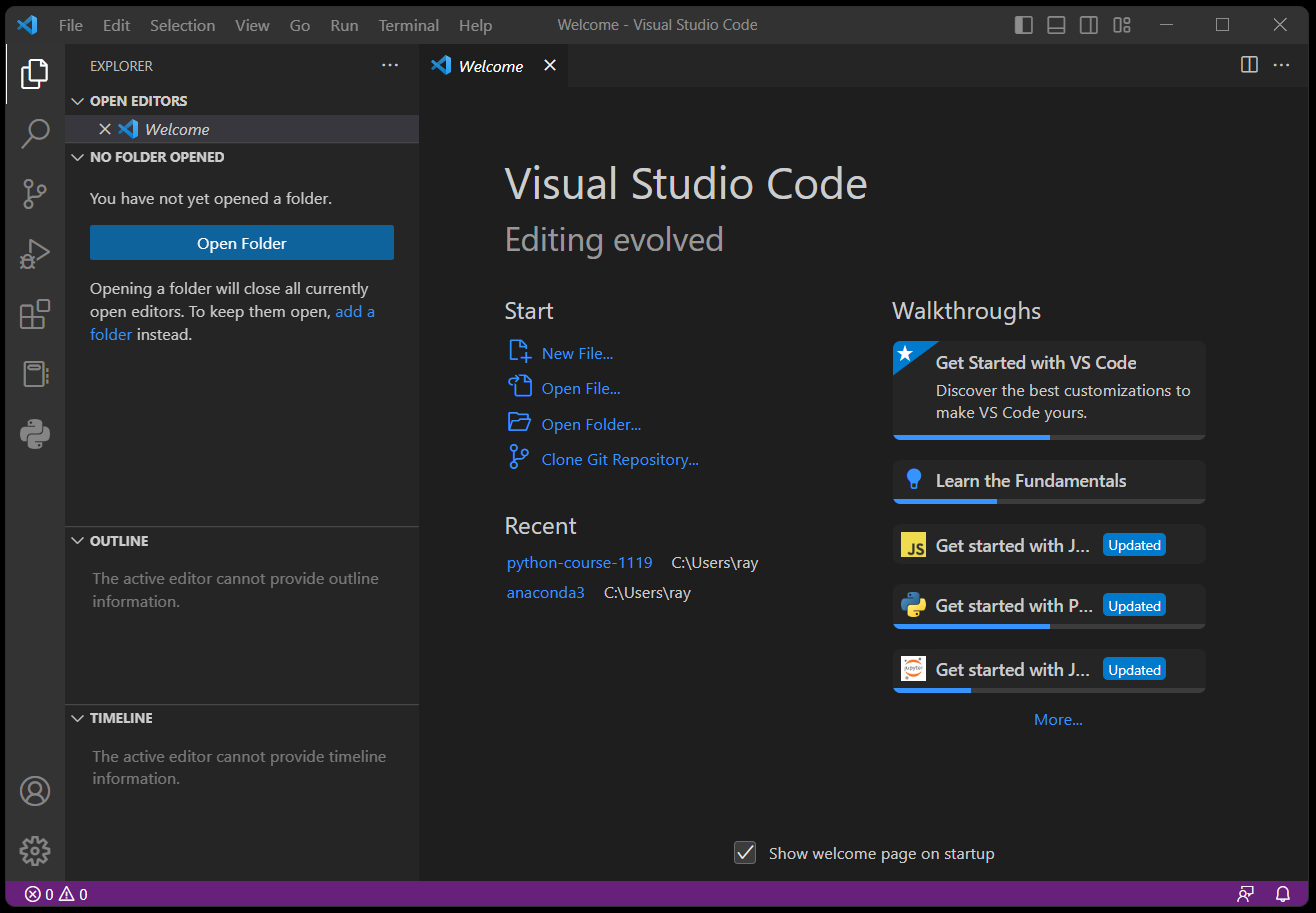 File Edit Selection View Go Run Terminal Help Welcome - Visual Studio Code
EXPLORER
Welcome
OPEN EDITORS
Welcome
NO FOLDER OPENED
You have not yet opened a folder.
Open Folder
Opening a folder will close all currently
open editors. To keep them open, add a
folder instead.
OUTLINE
The active editor cannot provide outline
information.
TIMELINE
The active editor cannot provide timeline
information.
Visual Studio Code
Editing evolved
Start
New File...
Open File...
Open Folder...
Clone Git Repository...
Recent
python-course-1119 C:\Users\ray
anaconda3 C:\Users\ray
Walkthroughs
Get Started with VS Code
Discover the best customizations to
make VS Code yours.
Learn the Fundamentals
JS Get started with J... Updated
Get started with P... Updated
jupyter Get started with J... Updated
More...
Show welcome page on startup
0 0